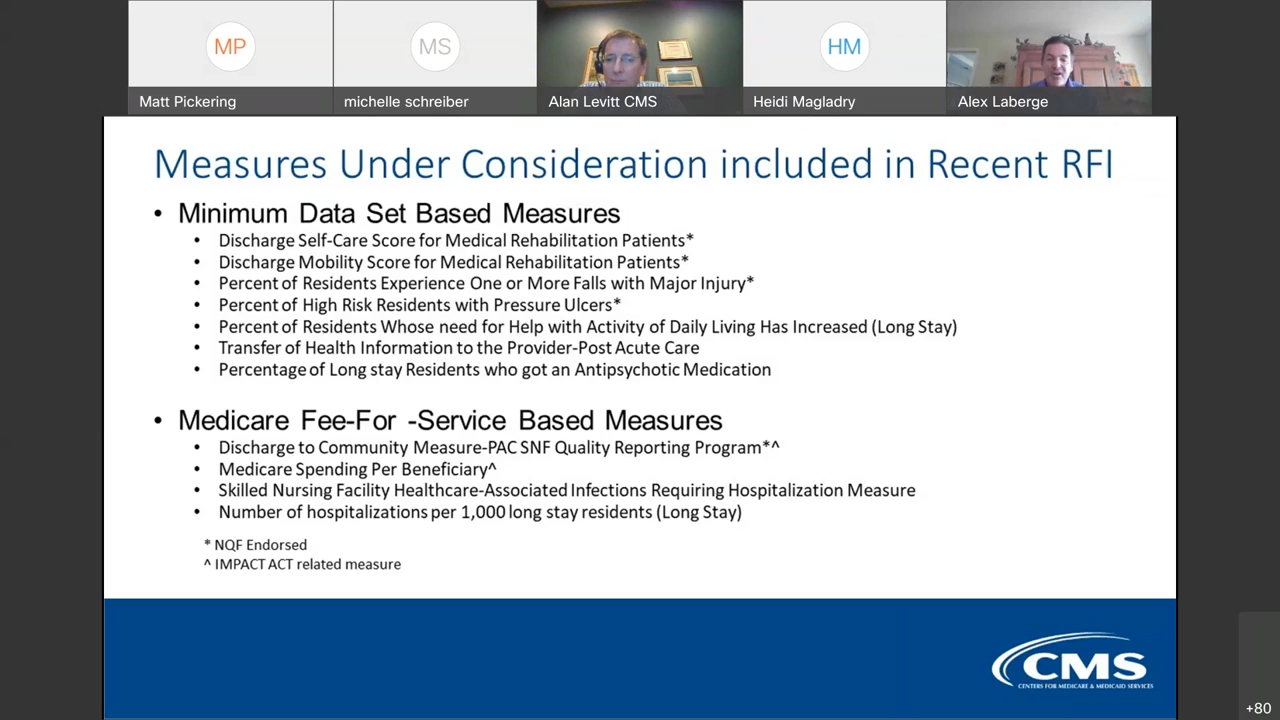 MP
MS
HM
Matt Pickering
michelle schreiber
Alan Levitt CMS
Heidi Magladry
Alex Laberge
Measures Under Consideration included in Recent RFI
• Minimum Data Set Based Measures
• Discharge Self-Care Score for Medical Rehabilitation Patients*
• Discharge Mobility Score for Medical Rehabilitation Patients*
• Percent of Residents Experience One or More Falls with Major Injury*
• Percent of High Risk Residents with Pressure Ulcers*
• Percent of Residents Whose need for Help with Activity of Daily Living Has Increased (Long Stay)
• Transfer of Health Information to the Provider-Post Acute Care
• Percentage of Long stay Residents who got an Antipsychotic Medication
• Medicare Fee-For -Service Based Measures
• Discharge to Community Measure-PAC SNF Quality Reporting Program*^
• Medicare Spending Per Beneficiary^
• Skilled Nursing Facility Healthcare-Associated Infections Requiring Hospitalization Measure
• Number of hospitalizations per 1,000 long stay residents (Long Stay)
* NQF Endorsed
^ IMPACT ACT related measure
CMS
CENTERS FOR MEDICARE & MEDICAID SERVICES
+80